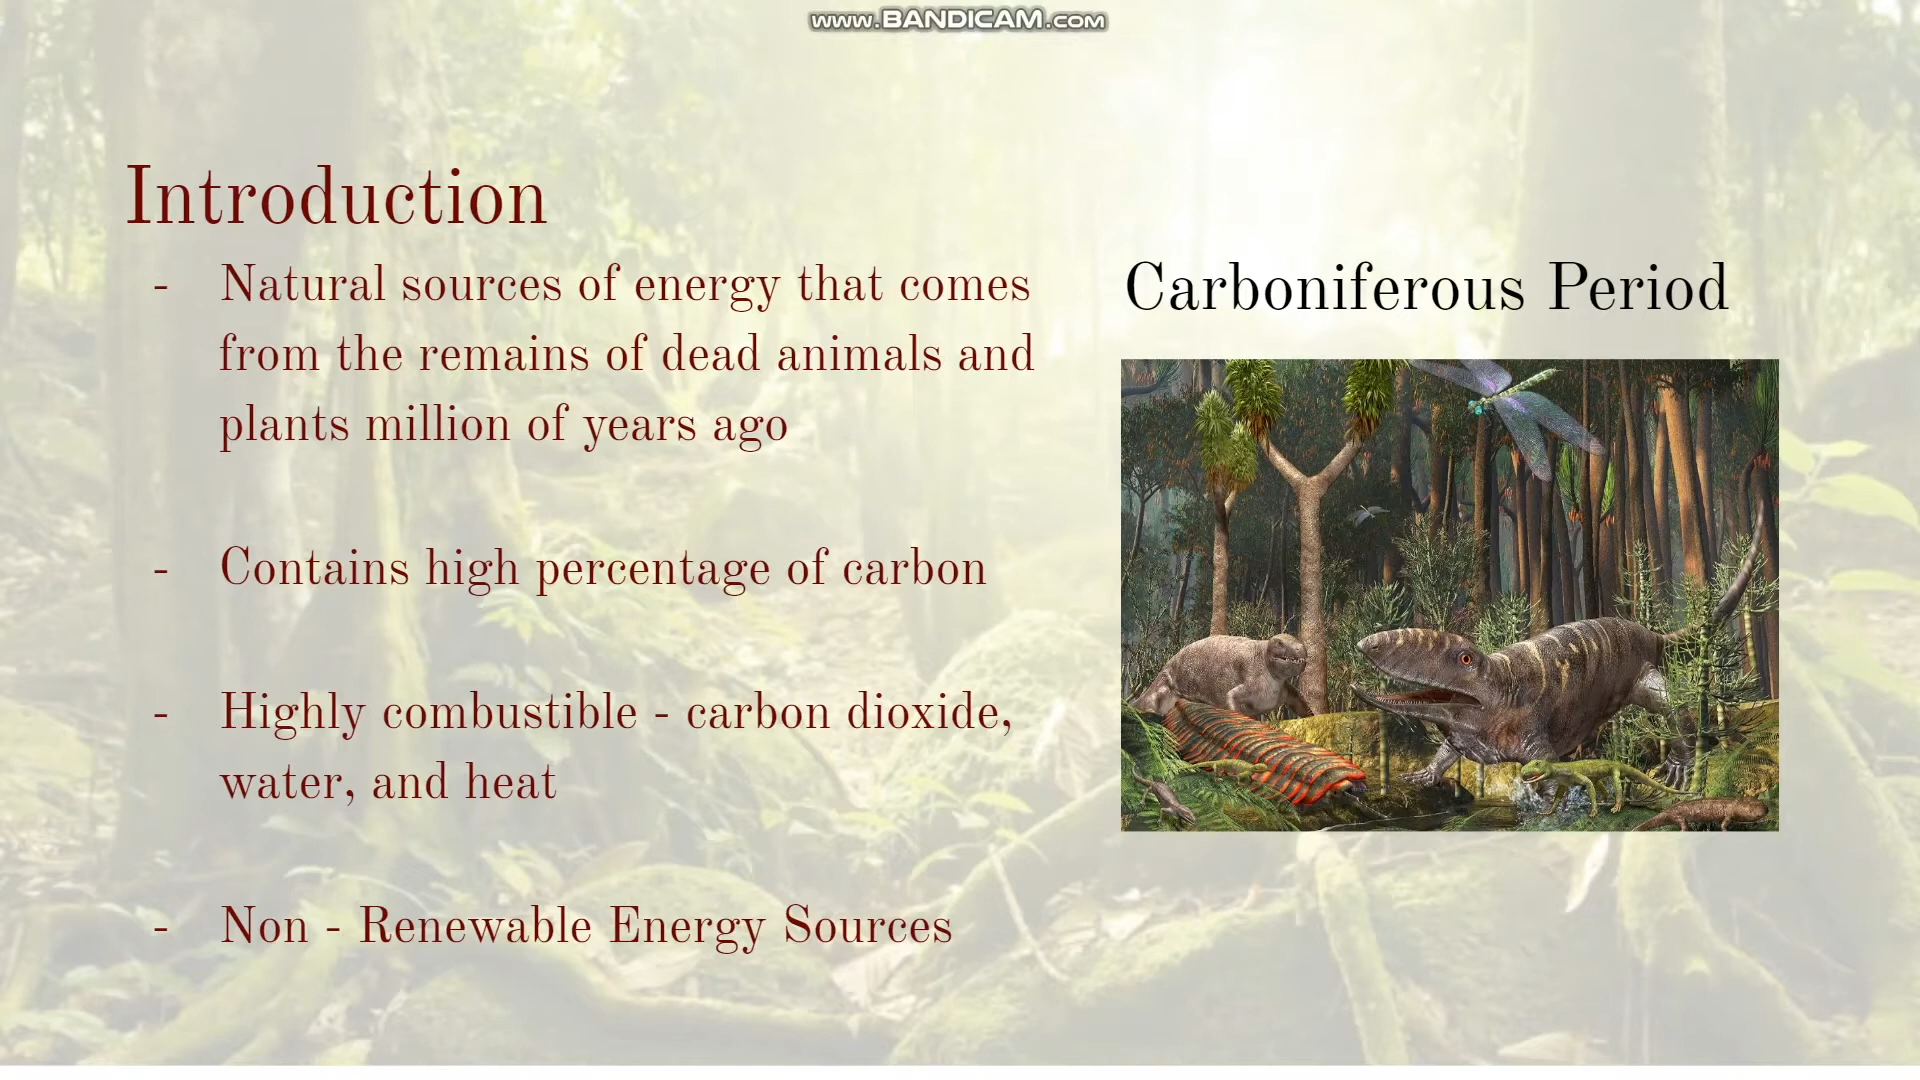 www.BANDICAM.com
Introduction
- Natural sources of energy that comes
from the remains of dead animals and
plants million of years ago
- Contains high percentage of carbon
- Highly combustible - carbon dioxide,
water, and heat
- Non - Renewable Energy Sources
Carboniferous Period